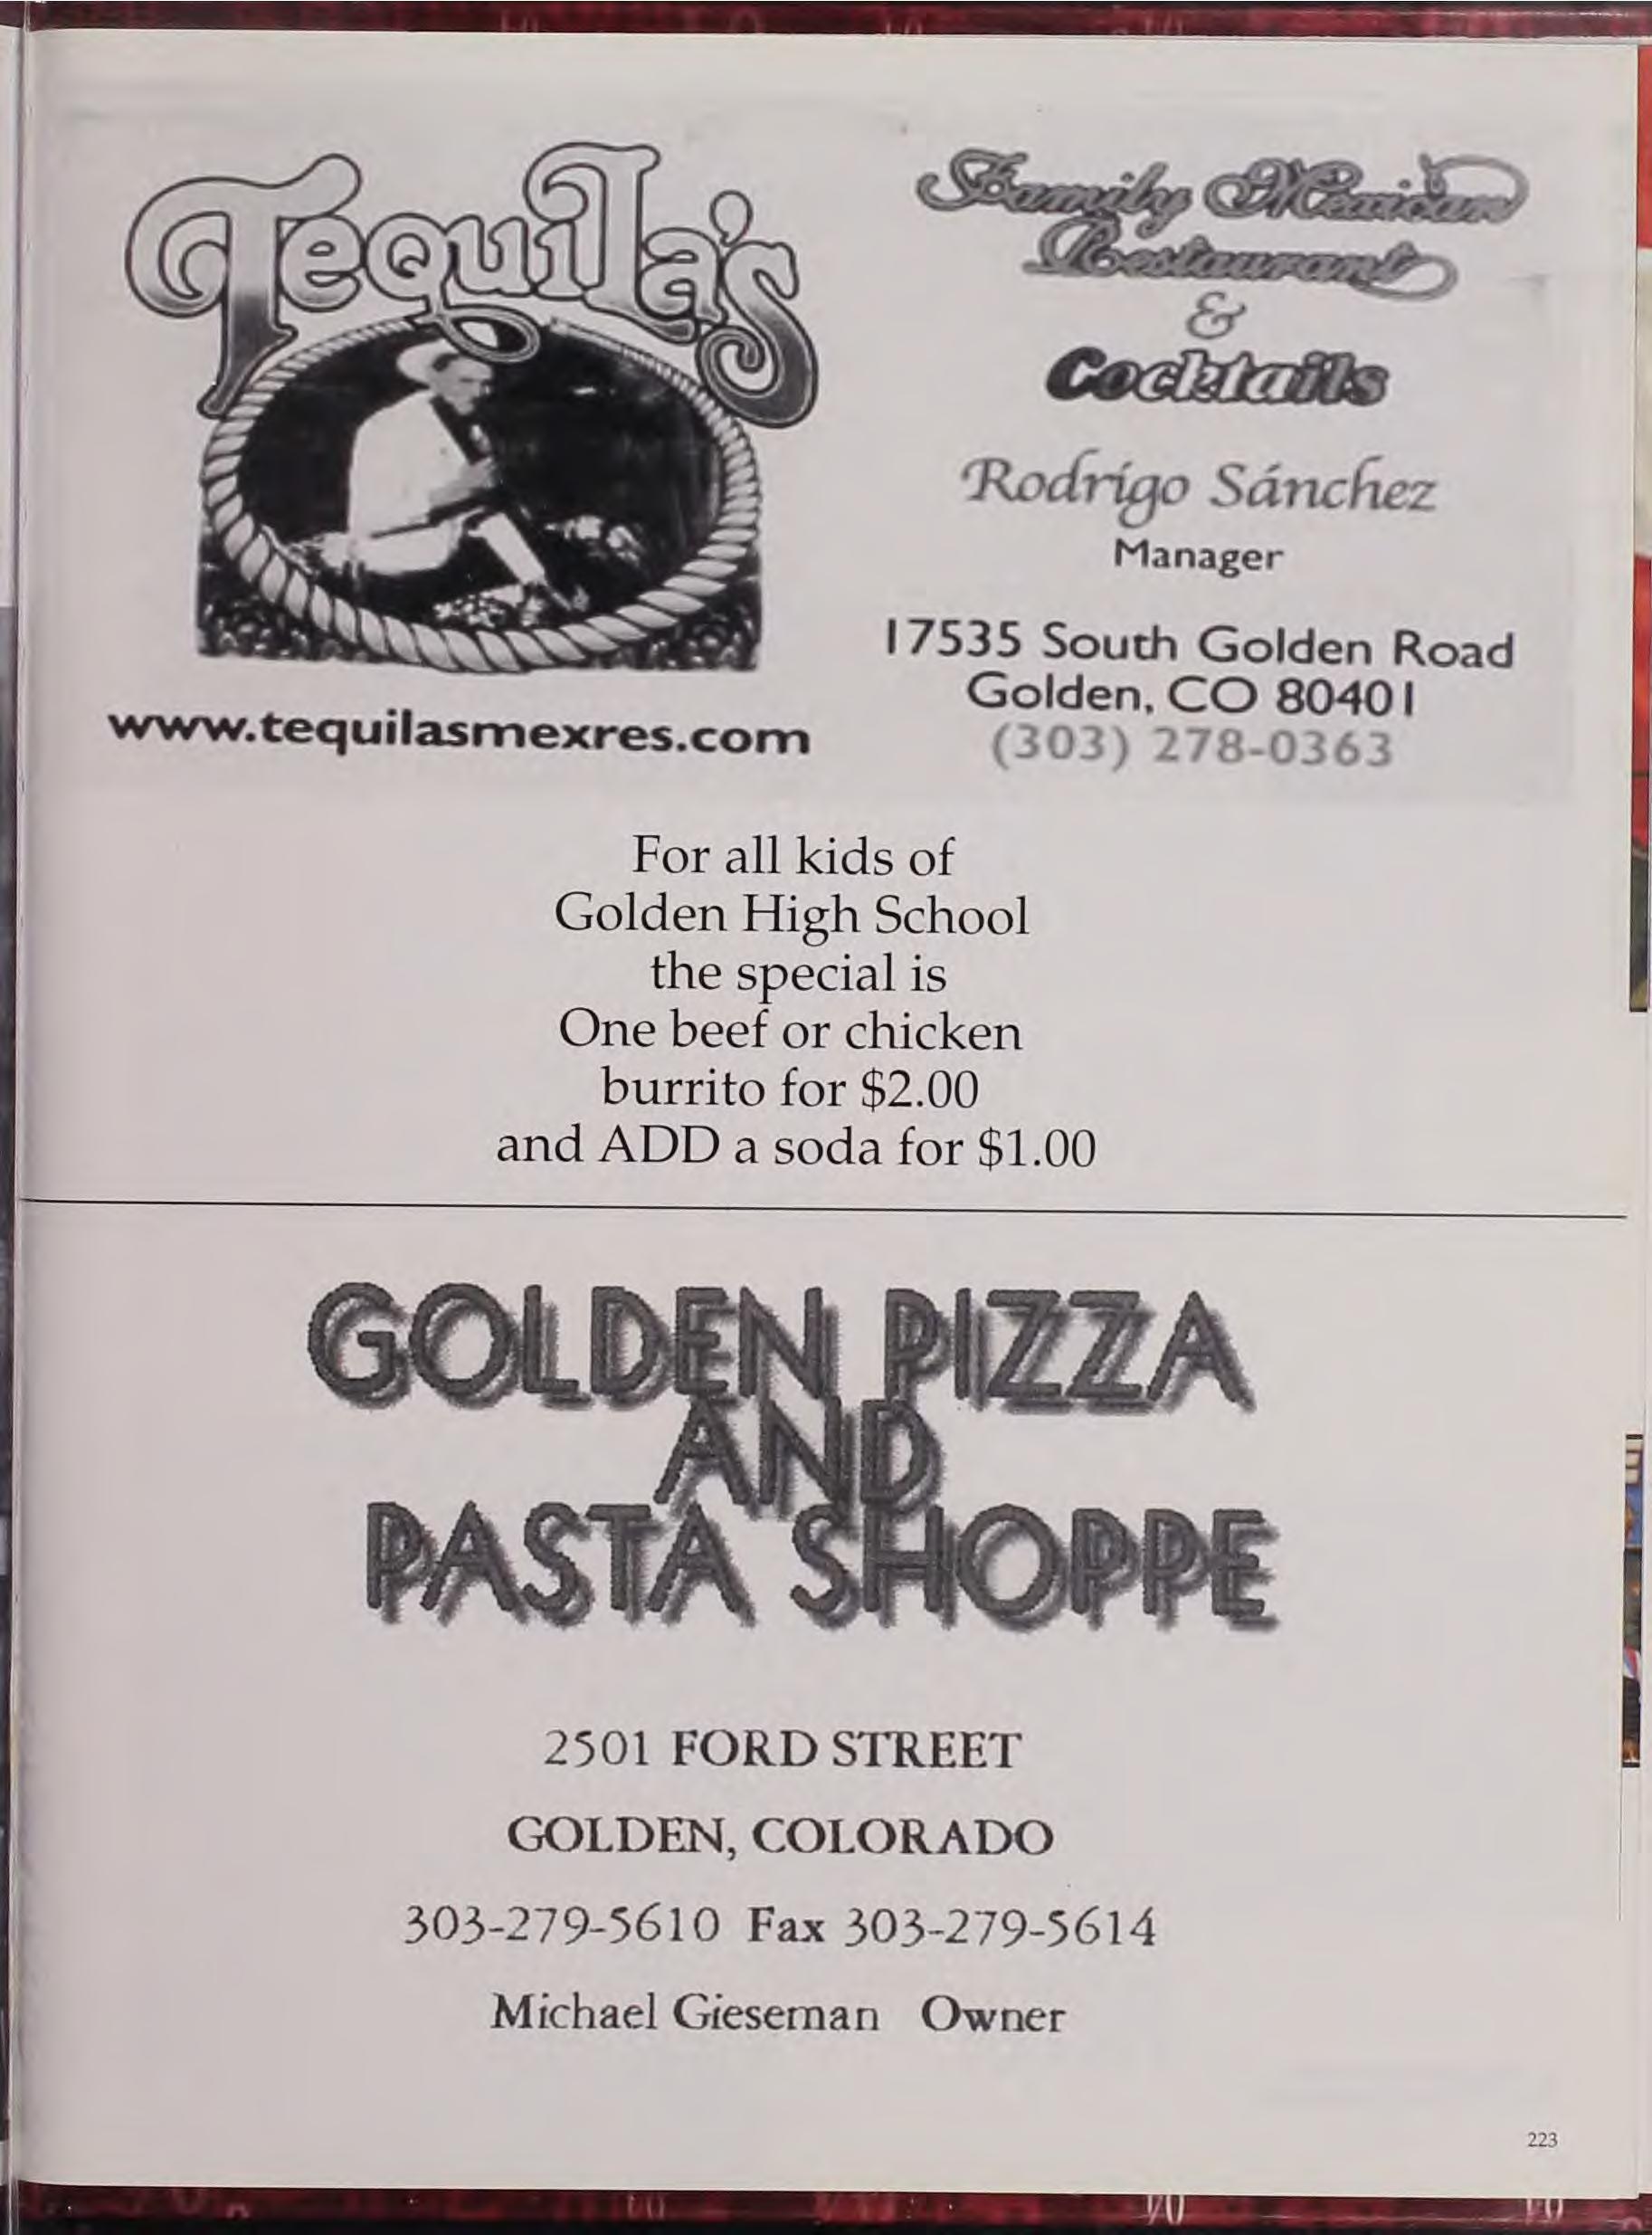 Tequila's
www.tequilasmexres.com
Family Mexican
Restaurant
&
Cocktails
Rodrigo Sánchez
Manager
17535 South Golden Road
Golden, CO 80401
(303) 278-0363
For all kids of
Golden High School
the special is
One beef or chicken
burrito for $2.00
and ADD a soda for $1.00
GOLDEN PIZZA
AND
PASTA SHOPPE
2501 FORD STREET
GOLDEN, COLORADO
303-279-5610 Fax 303-279-5614
Michael Gieseman Owner
223